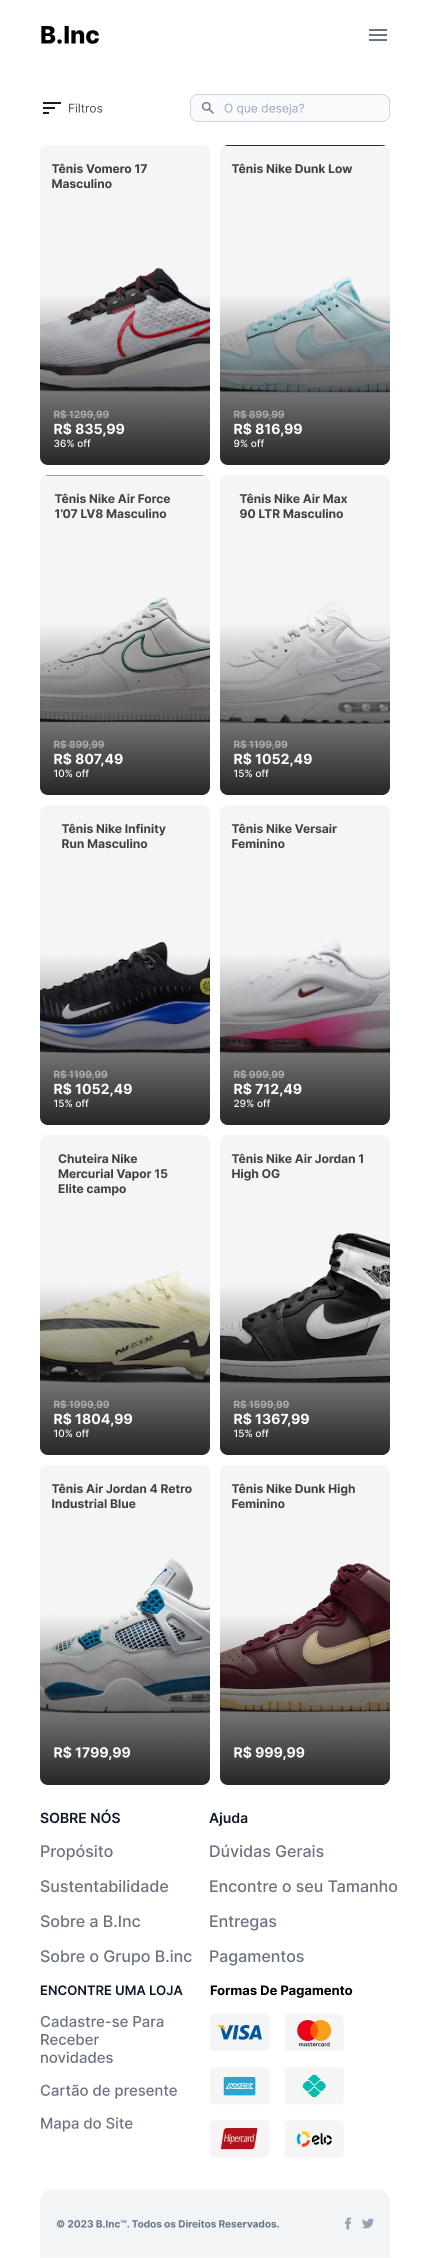 B.Inc
Filtros
O que deseja?
Tênis Vomero 17
Masculino
R$ 1299,99
R$ 835,99
36% off
Tênis Nike Dunk Low
R$ 899,99
R$ 816,99
9% off
Tênis Nike Air Force
1'07 LV8 Masculino
R$ 899,99
R$ 807,49
10% off
Tênis Nike Air Max
90 LTR Masculino
R$ 1199,99
R$ 1052,49
15% off
Tênis Nike Infinity
Run Masculino
R$ 1199,99
R$ 1052,49
15% off
Tênis Nike Versair
Feminino
R$ 999,99
R$ 712,49
29% off
Chuteira Nike
Mercurial Vapor 15
Elite campo
ZOOM
R$ 1999,99
R$ 1804,99
10% off
Tênis Nike Air Jordan 1
High OG
R$ 1599,99
R$ 1367,99
15% off
Tênis Air Jordan 4 Retro
Industrial Blue
R$ 1799,99
Tênis Nike Dunk High
Feminino
R$ 999,99
SOBRE NÓS
Propósito
Sustentabilidade
Sobre a B.Inc
Sobre o Grupo B.inc
Ajuda
Dúvidas Gerais
Encontre o seu Tamanho
Entregas
Pagamentos
ENCONTRE UMA LOJA
Cadastre-se Para
Receber
novidades
Cartão de presente
Mapa do Site
Formas De Pagamento
VISA
mastercard
AMEX
Hipercard
elo
© 2023 B.Inc™. Todos os Direitos Reservados.